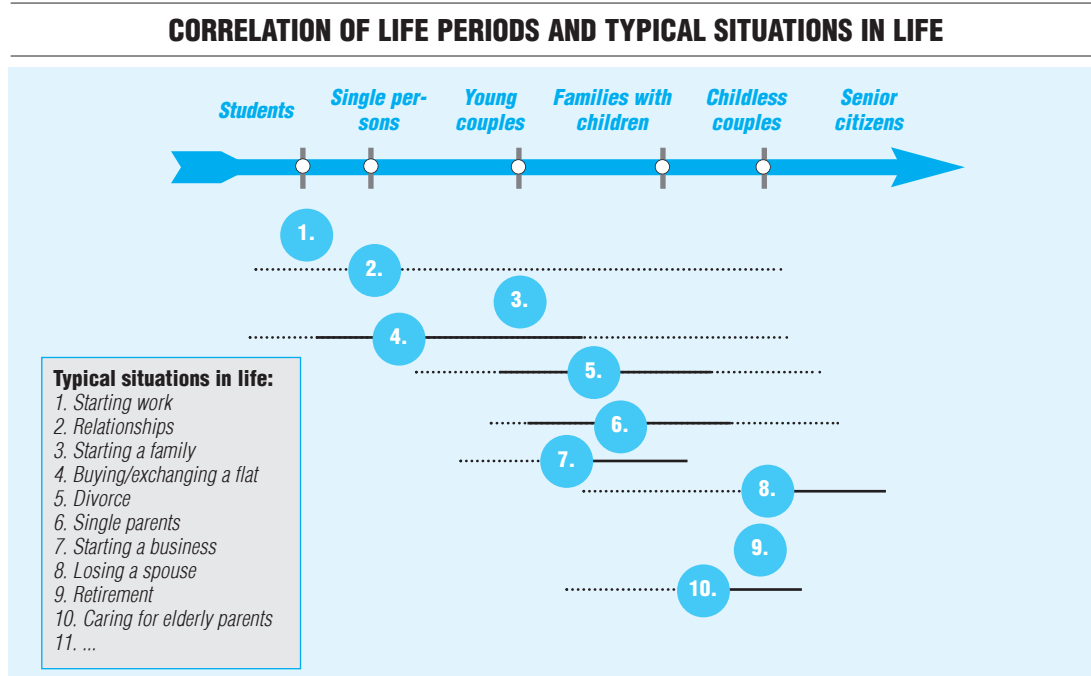 CORRELATION OF LIFE PERIODS AND TYPICAL SITUATIONS IN LIFE
Students
Single per-
sons
Young
couples
Families with
children
Childless
couples
Senior
citizens
1.
2.
3.
4.
5.
6.
7.
8.
9.
10.
Typical situations in life:
1. Starting work
2. Relationships
3. Starting a family
4. Buying/exchanging a flat
5. Divorce
6. Single parents
7. Starting a business
8. Losing a spouse
9. Retirement
10. Caring for elderly parents
11. ...